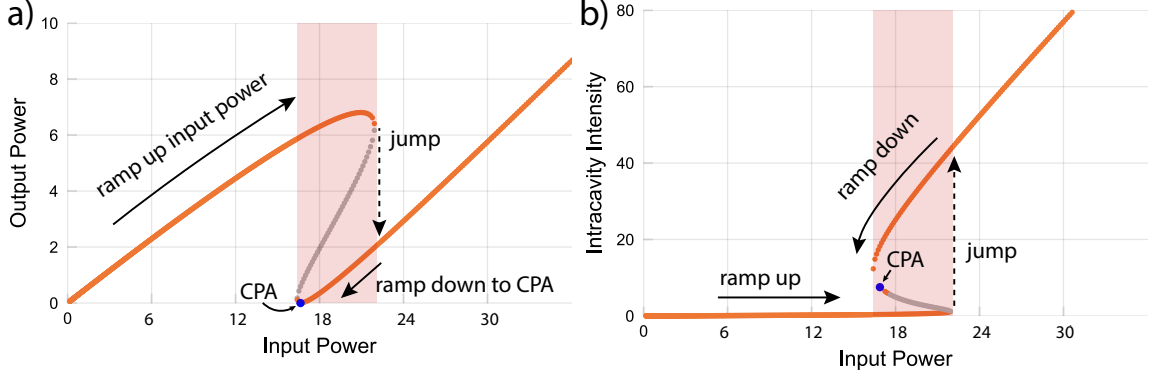 a)
10
8
6
4
2
0
Output Power
ramp up input power
jump
CPA
ramp down to CPA
0 6 12 18 24 30
Input Power
b)
80
60
40
20
0
Intracavity Intensity
ramp down
CPA
jump
ramp up
0 6 12 18 24 30
Input Power